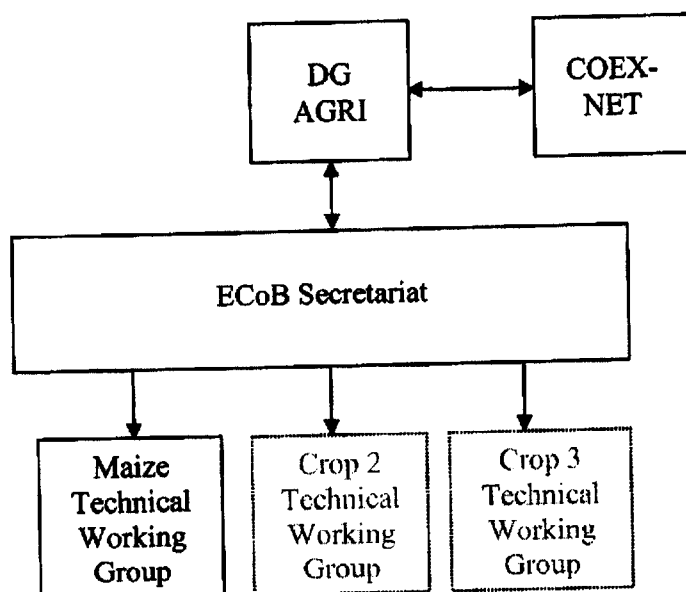 DG
AGRI
COEX-
NET
ECoB Secretariat
Maize
Technical
Working
Group
Crop 2
Technical
Working
Group
Crop 3
Technical
Working
Group